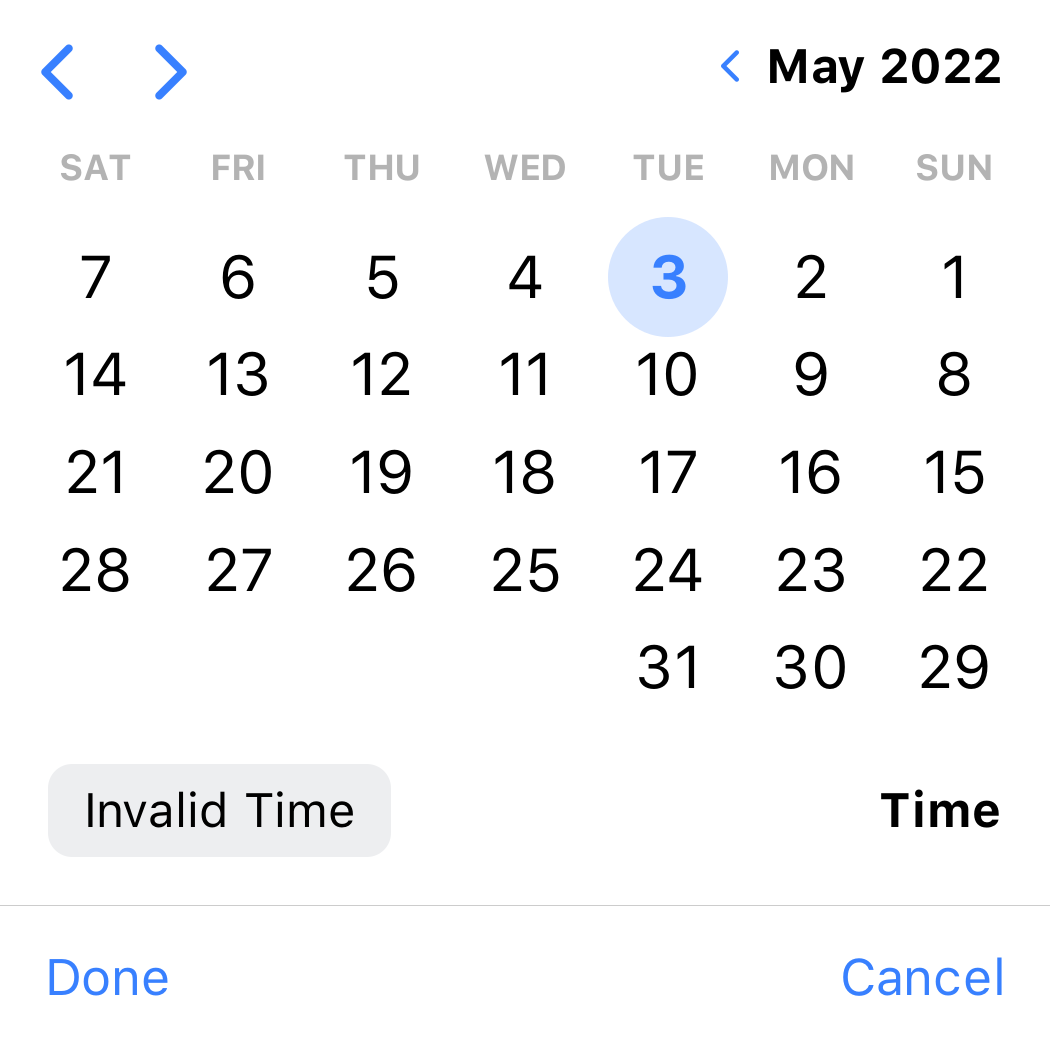 May 2022
SUN MON TUE WED THU FRI SAT
1 2 3 4 5 6 7
8 9 10 11 12 13 14
15 16 17 18 19 20 21
22 23 24 25 26 27 28
29 30 31
Time Invalid Time
Cancel Done